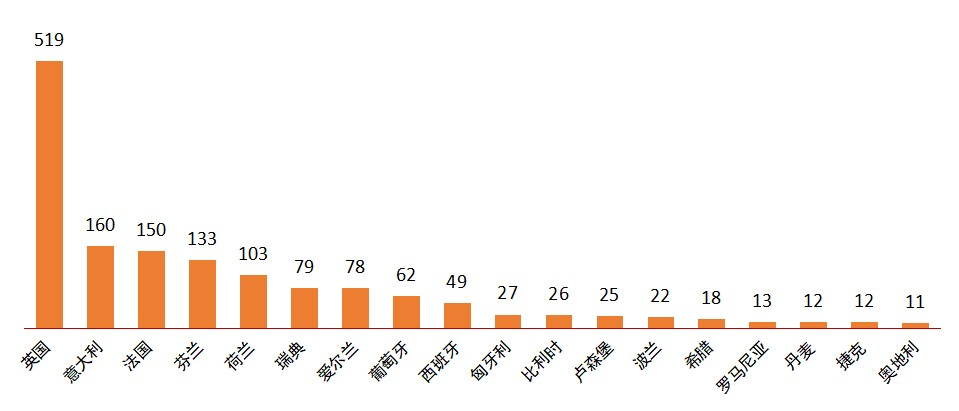 519
160
150
133
103
79
78
62
49
27
26
25
22
18
13
12
12
11
英国
意大利
法国
芬兰
荷兰
瑞典
爱尔兰
葡萄牙
西班牙
匈牙利
比利时
卢森堡
波兰
希腊
罗马尼亚
丹麦
捷克
奥地利